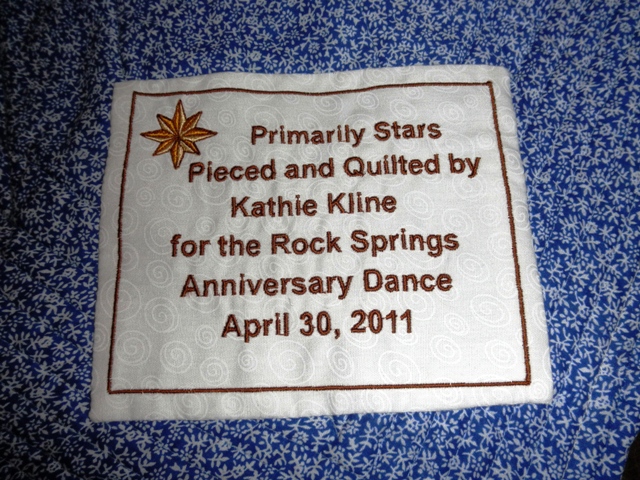 Primarily Stars
Pieced and Quilted by
Kathie Kline
for the Rock Springs
Anniversary Dance
April 30, 2011